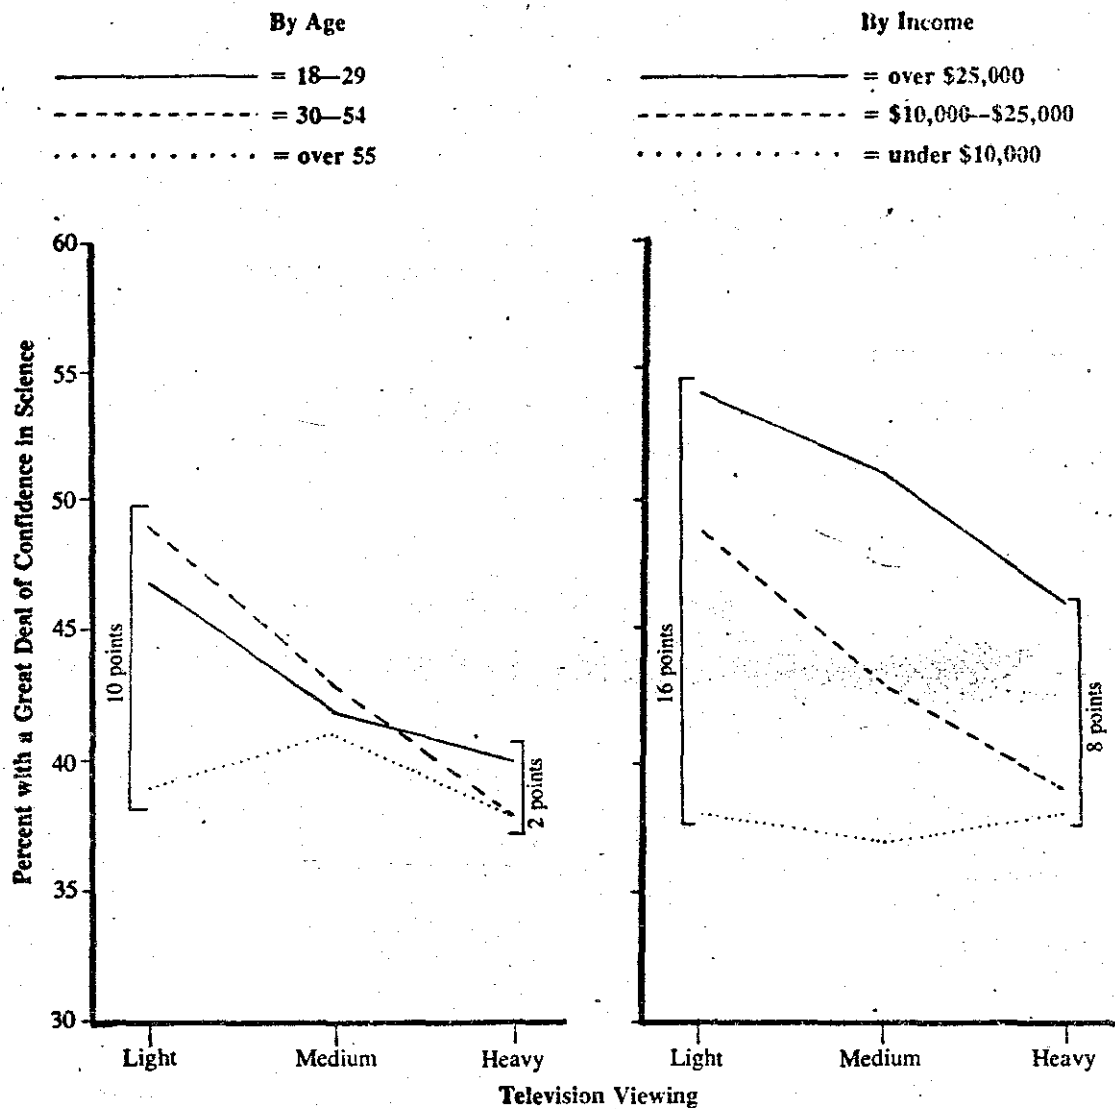 By Age
= 18–29
= 30–54
= over 55
By Income
= over $25,000
= $10,000–$25,000
= under $10,000
Percent with a Great Deal of Confidence in Science
60
55
50
45
40
35
30
10 points
2 points
16 points
8 points
Light
Medium
Heavy
Light
Medium
Heavy
Television Viewing